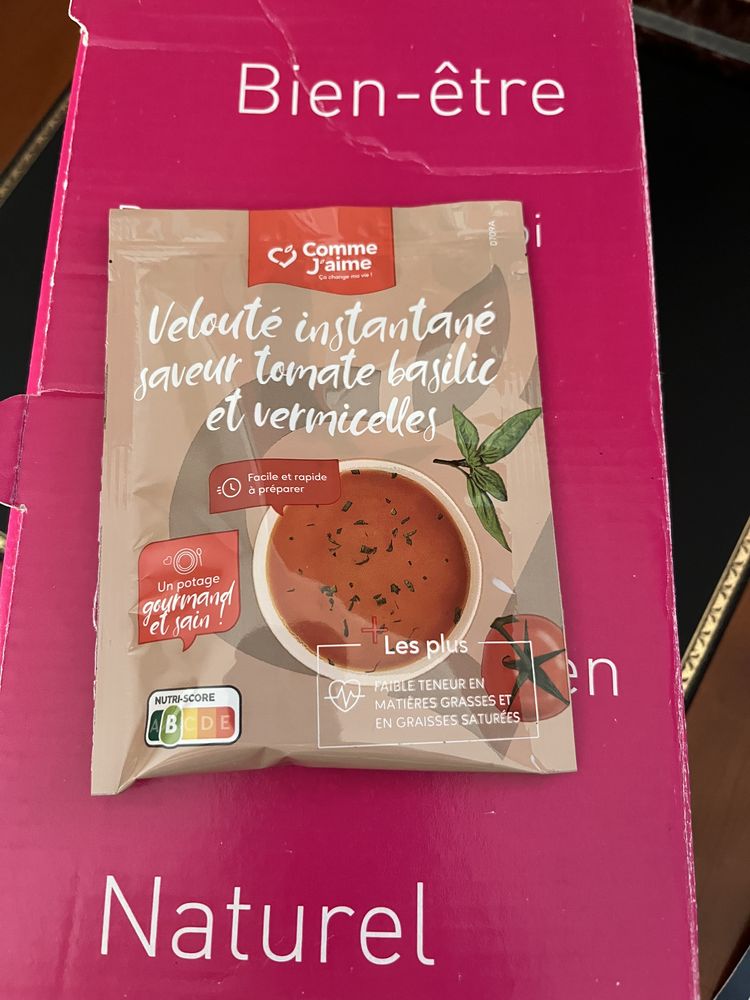 Bien-être
Comme
J'aime
Ça change ma vie !
0709A
Velouté instantané
saveur tomate basilic
et vermicelles
Facile et rapide
à préparer
Un potage
gourmand
et sain !
Les plus
FAIBLE TENEUR EN
MATIÈRES GRASSES ET
EN GRAISSES SATURÉES
NUTRI-SCORE
A B C D E
Naturel